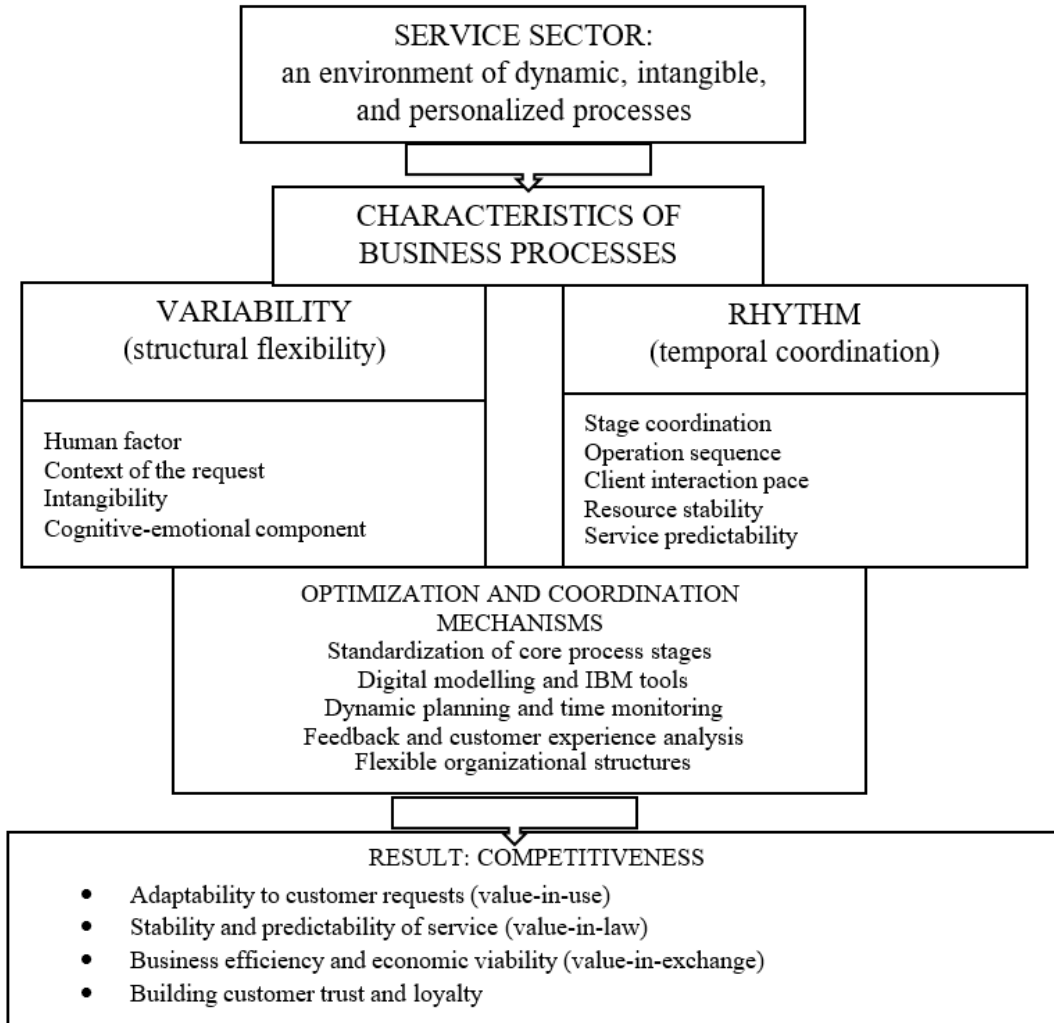 SERVICE SECTOR:
an environment of dynamic, intangible,
and personalized processes
CHARACTERISTICS OF
BUSINESS PROCESSES
VARIABILITY
(structural flexibility)
Human factor
Context of the request
Intangibility
Cognitive-emotional component
RHYTHM
(temporal coordination)
Stage coordination
Operation sequence
Client interaction pace
Resource stability
Service predictability
OPTIMIZATION AND COORDINATION
MECHANISMS
Standardization of core process stages
Digital modelling and IBM tools
Dynamic planning and time monitoring
Feedback and customer experience analysis
Flexible organizational structures
RESULT: COMPETITIVENESS
• Adaptability to customer requests (value-in-use)
• Stability and predictability of service (value-in-law)
• Business efficiency and economic viability (value-in-exchange)
• Building customer trust and loyalty